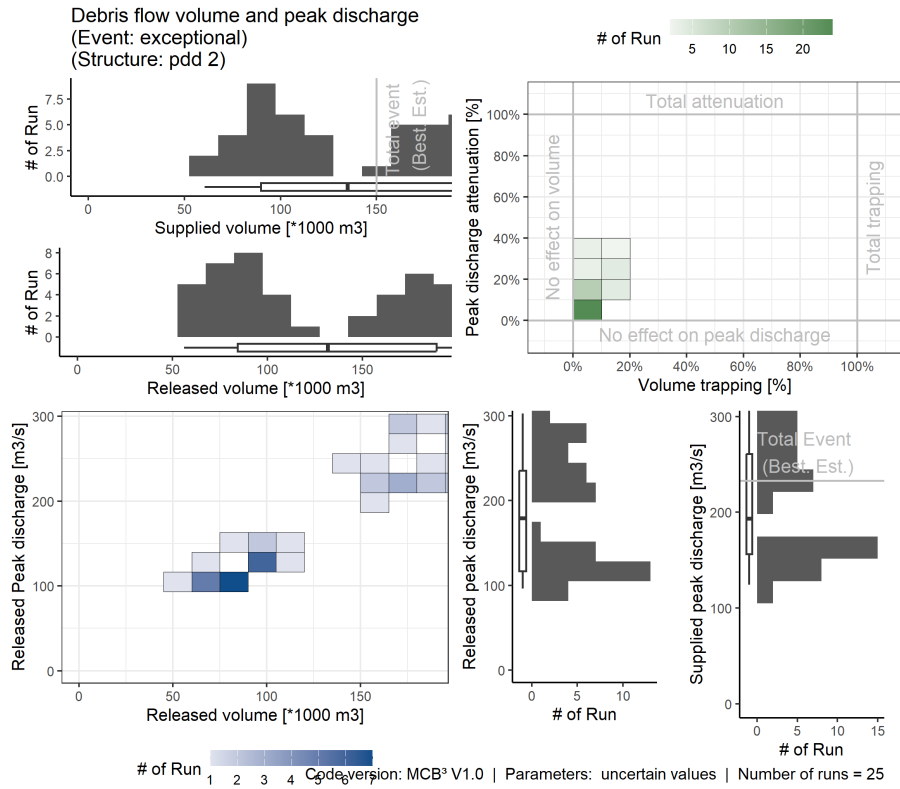 Debris flow volume and peak discharge
(Event: exceptional)
(Structure: pdd 2)
# of Run
7.5
5.0
2.5
0.0
Total event
(Best. Est.)
0
50
100
150
Supplied volume [*1000 m3]
# of Run
8
6
4
2
0
0
50
100
150
Released volume [*1000 m3]
# of Run
5
10
15
20
Peak discharge attenuation [%]
100%
80%
60%
40%
20%
0%
Total attenuation
No effect on volume
Total trapping
No effect on peak discharge
0%
20%
40%
60%
80%
100%
Volume trapping [%]
Released Peak discharge [m3/s]
300
200
100
0
0
50
100
150
Released volume [*1000 m3]
Released peak discharge [m3/s]
300
200
100
0
0
5
10
# of Run
Supplied peak discharge [m3/s]
300
200
100
0
Total Event
(Best. Est.)
0
5
10
15
# of Run
# of Run
1
2
3
4
5
6
7
Code version: MCB³ V1.0 | Parameters: uncertain values | Number of runs = 25